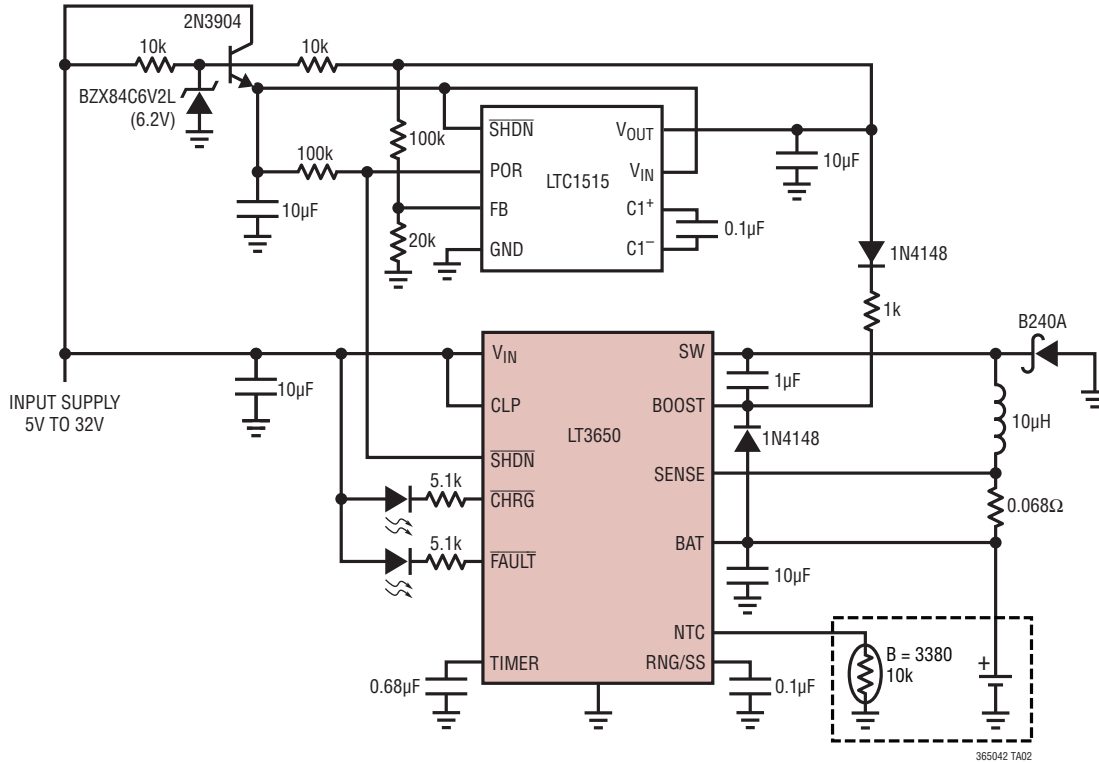 2N3904
10k
10k
BZX84C6V2L
(6.2V)
100k
100k
10µF
20k
SHDN
POR
FB
GND
LTC1515
VOUT
VIN
C1+
C1–
0.1µF
10µF
1N4148
1k
B240A
INPUT SUPPLY
5V TO 32V
10µF
VIN
CLP
SHDN
CHRG
FAULT
TIMER
5.1k
5.1k
0.68µF
LT3650
SW
BOOST
SENSE
BAT
NTC
RNG/SS
1µF
1N4148
10µH
0.068Ω
10µF
0.1µF
B = 3380
10k
+
365042 TA02